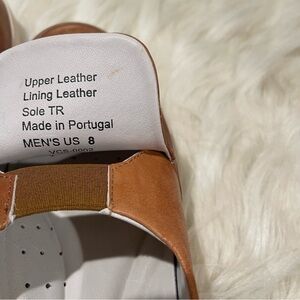 Upper Leather
Lining Leather
Sole TR
Made in Portugal
MEN'S US 8